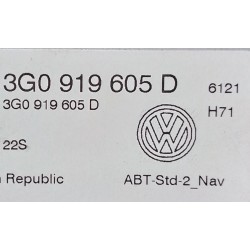 3G0 919 605 D
6121
3G0 919 605 D
H71
22S
Republic
ABT-Std-2_Nav